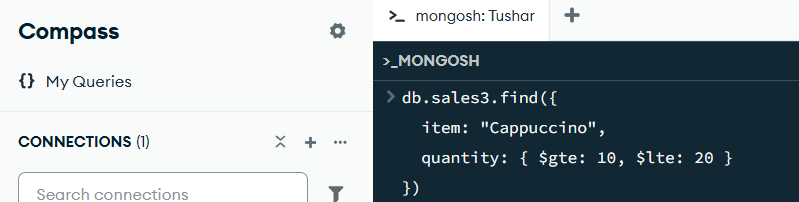 Compass
{} My Queries
CONNECTIONS (1)
Search connections
>_ mongosh: Tushar
>_MONGOSH
> db.sales3.find({
item: "Cappuccino",
quantity: { $gte: 10, $lte: 20 }
})